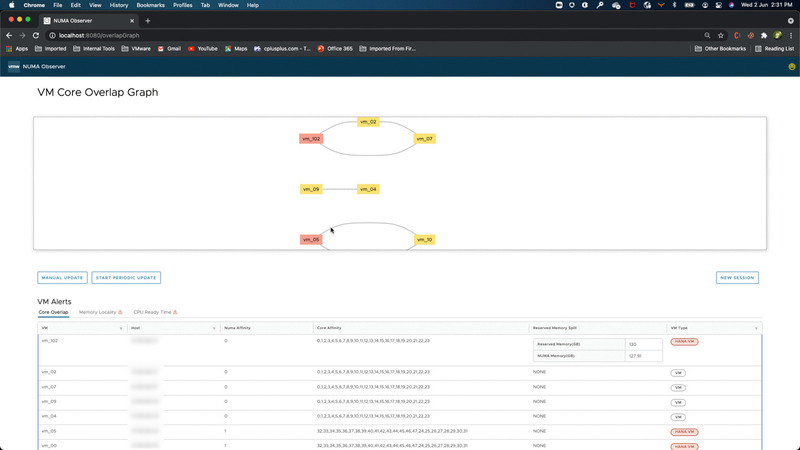 Chrome File Edit View History Bookmarks Profiles Tab Window Help Wed 2 Jun 2:31 PM
NUMA Observer
localhost:8080/overlapGraph
Apps Imported Internal Tools VMware Gmail YouTube Maps cplusplus.com - T... Office 365 Imported From Fir... Other Bookmarks Reading List
vmw NUMA Observer
VM Core Overlap Graph
vm_02
vm_102 vm_07
vm_09 vm_04
vm_05 vm_10
MANUAL UPDATE START PERIODIC UPDATE NEW SESSION
VM Alerts
Core Overlap Memory Locality CPU Ready Time
VM Host Numa Affinity Core Affinity Reserved Memory Spill VM Type
vm_102 0 0,1,2,3,4,5,6,7,8,9,10,11,12,13,14,15,16,17,18,19,20,21,22,23 Reserved Memory(GB) 130 HANA VM
NUMA Memory(GB) 127.91
vm_02 0 0,1,2,3,4,5,6,7,8,9,10,11,12,13,14,15,16,17,18,19,20,21,22,23 NONE VM
vm_07 0 0,1,2,3,4,5,6,7,8,9,10,11,12,13,14,15,16,17,18,19,20,21,22,23 NONE VM
vm_09 0 0,1,2,3,4,5,6,7,8,9,10,11,12,13,14,15,16,17,18,19,20,21,22,23 NONE VM
vm_04 0 0,1,2,3,4,5,6,7,8,9,10,11,12,13,14,15,16,17,18,19,20,21,22,23 NONE VM
vm_05 1 32,33,34,35,36,37,38,39,40,41,42,43,44,45,46,47,24,25,26,27,28,29,30,31 NONE HANA VM
vm_00 1 32,33,34,35,36,37,38,39,40,41,42,43,44,45,46,47,24,25,26,27,28,29,30,31 NONE HANA VM